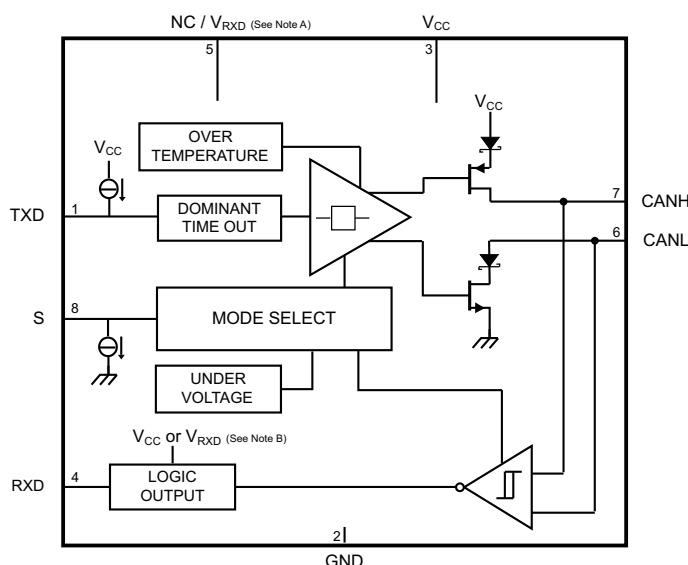 NC / VRXD (See Note A)
VCC
5
3
VCC
OVER
TEMPERATURE
VCC
TXD
1
DOMINANT
TIME OUT
7
CANH
6
CANL
S
8
MODE SELECT
UNDER
VOLTAGE
VCC or VRXD (See Note B)
RXD
4
LOGIC
OUTPUT
2
GND